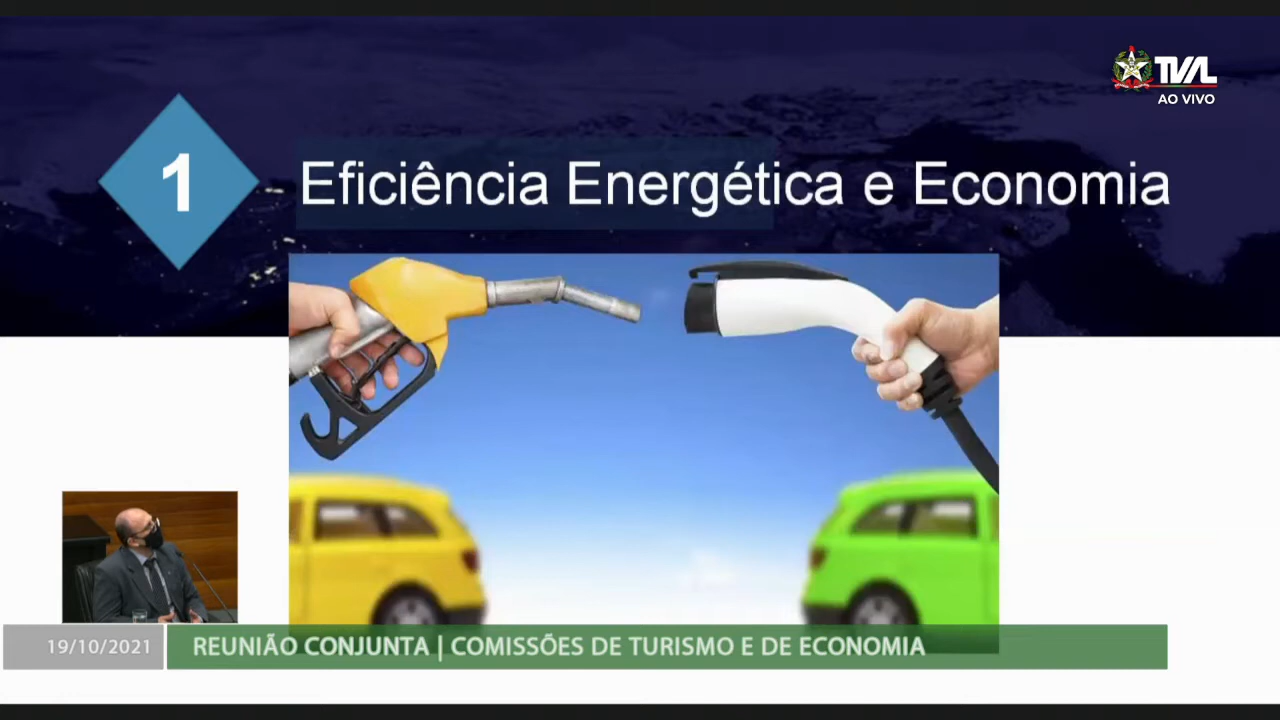 TVAL
AO VIVO
1
Eficiência Energética e Economia
19/10/2021
REUNIÃO CONJUNTA | COMISSÕES DE TURISMO E DE ECONOMIA